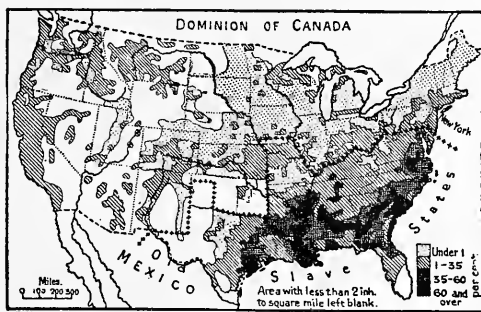 DOMINION OF CANADA
New York
Old Slave States
MEXICO
Miles.
0 100 200 300
Area with less than 2 inh.
to square mile left blank.
Under 1
1-35
35-60
60 and
over
per cent